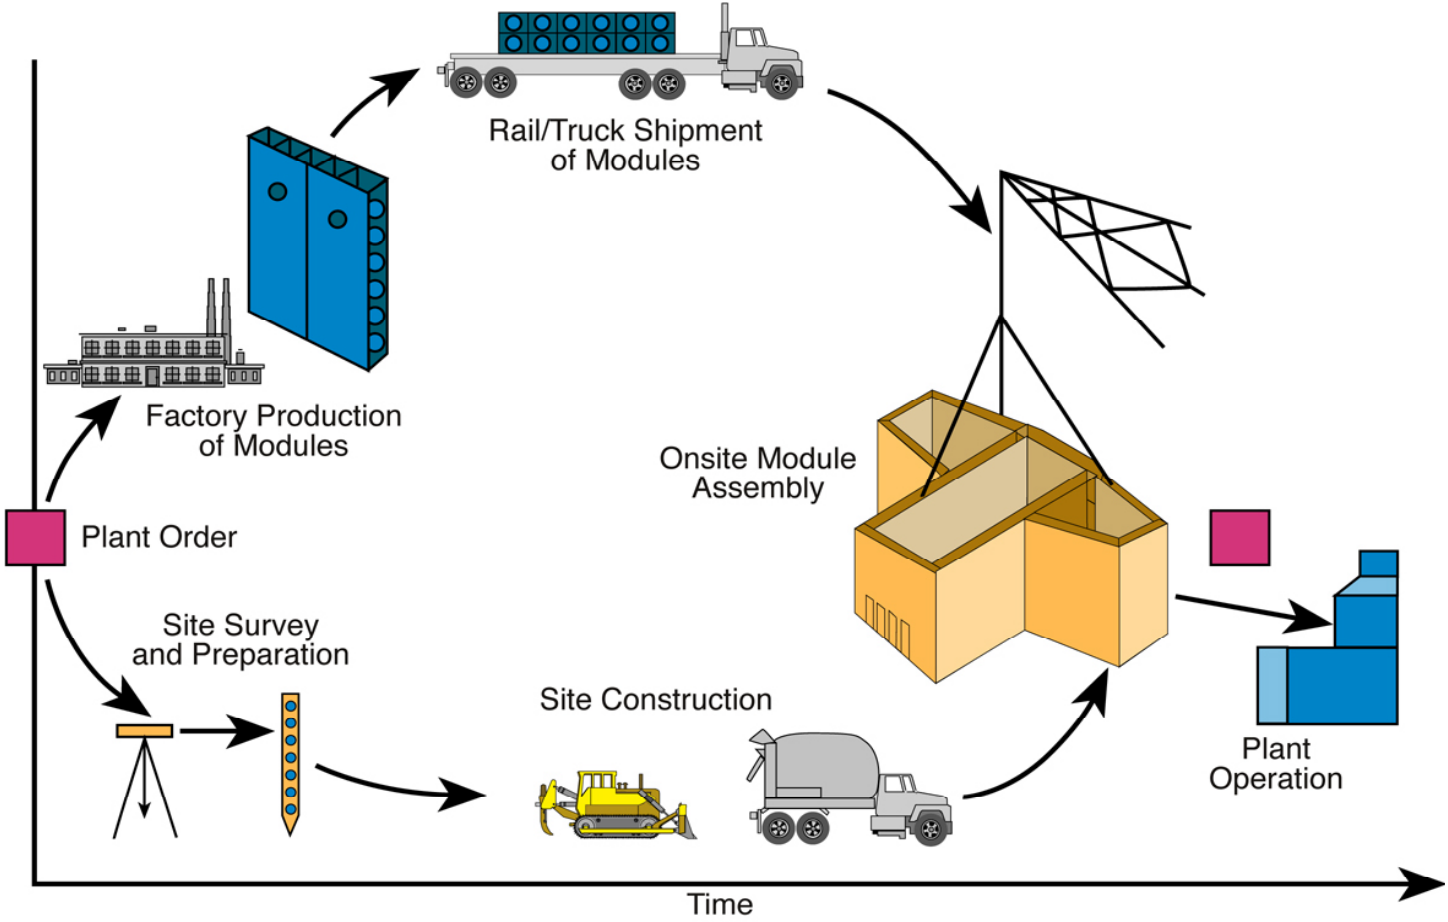 Rail/Truck Shipment
of Modules
Factory Production
of Modules
Onsite Module
Assembly
Plant Order
Site Survey
and Preparation
Site Construction
Plant
Operation
Time